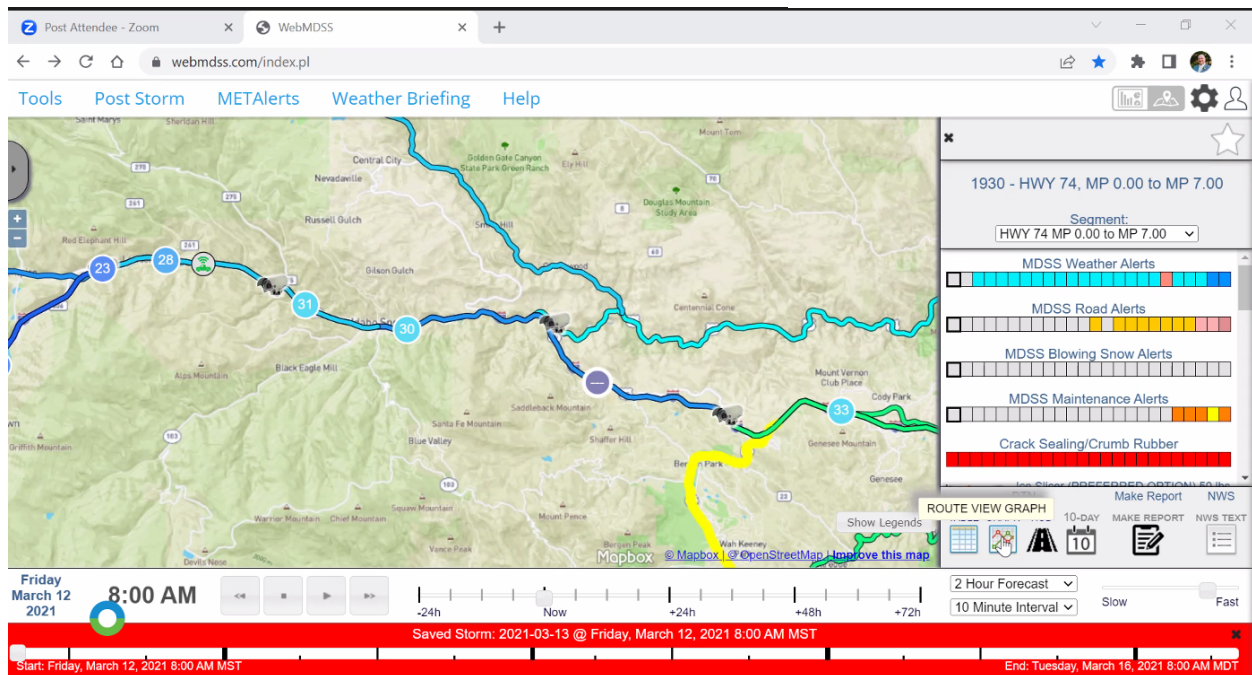 Post Attendee - Zoom
WebMDSS
webmdss.com/index.pl
Tools Post Storm METAlerts Weather Briefing Help
Saint Marys
Sheridan Hill
Mount Tom
Central City
Golden Gate Canyon
State Park Green Ranch
Ely Hill
Nevadaville
Douglas Mountain
Study Area
Russell Gulch
Red Elephant Hill
Gilson Gulch
Centennial Cone
23
28
31
30
33
Black Eagle Mill
Alps Mountain
Mount Vernon
Club Place
Cody Park
Saddleback Mountain
Santa Fe Mountain
Blue Valley
Shaffer Hill
Genesee Mountain
Griffith Mountain
Genesee
Squaw Mountain
Warrior Mountain
Chief Mountain
Mount Pence
Vance Peak
Bergen Peak
Wah Keeney
Devils Nose
Show Legends
Mapbox
© Mapbox | © OpenStreetMap | Improve this map
1930 - HWY 74, MP 0.00 to MP 7.00
Segment:
HWY 74 MP 0.00 to MP 7.00
MDSS Weather Alerts
MDSS Road Alerts
MDSS Blowing Snow Alerts
MDSS Maintenance Alerts
Crack Sealing/Crumb Rubber
Make Report NWS
ROUTE VIEW GRAPH
10-DAY MAKE REPORT NWS TEXT
10
Friday
March 12
2021
8:00 AM
-24h Now +24h +48h +72h
2 Hour Forecast
10 Minute Interval
Slow Fast
Saved Storm: 2021-03-13 @ Friday, March 12, 2021 8:00 AM MST
Start: Friday, March 12, 2021 8:00 AM MST
End: Tuesday, March 16, 2021 8:00 AM MDT